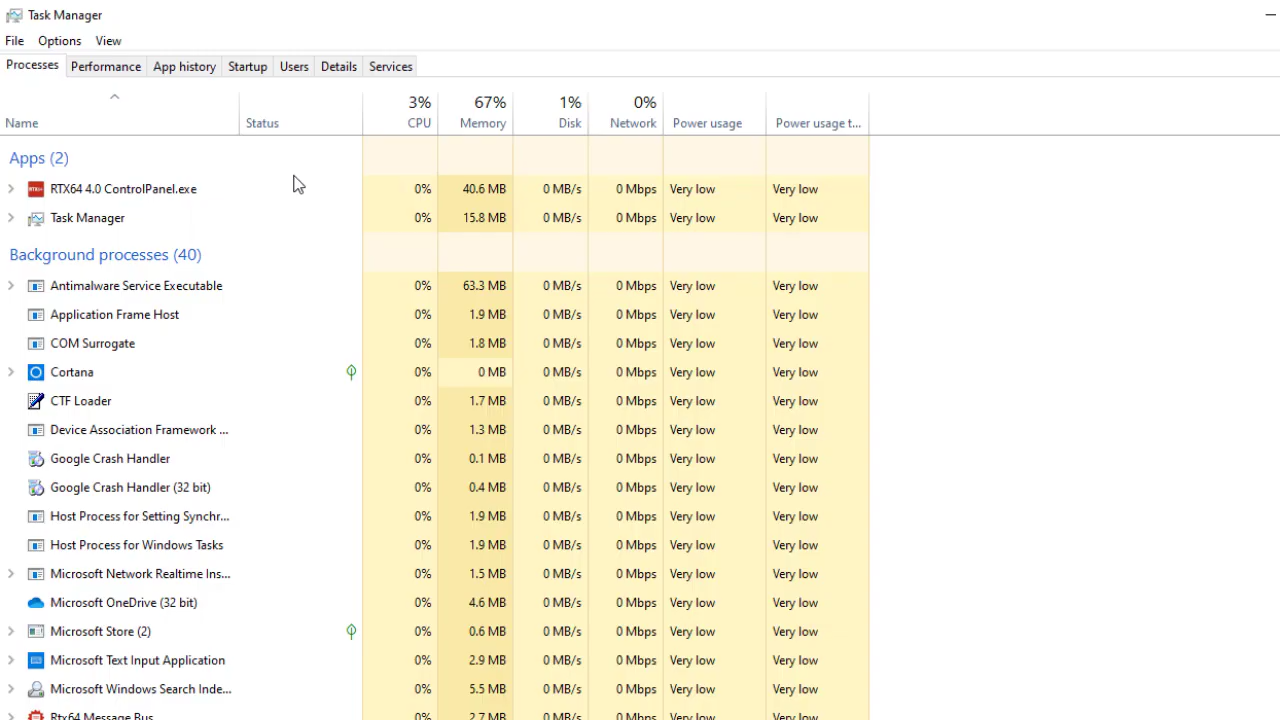 Task Manager
File Options View
Processes Performance App history Startup Users Details Services
3% 67% 1% 0%
Name Status CPU Memory Disk Network Power usage Power usage t...
Apps (2)
RTX64 4.0 ControlPanel.exe 0% 40.6 MB 0 MB/s 0 Mbps Very low Very low
Task Manager 0% 15.8 MB 0 MB/s 0 Mbps Very low Very low
Background processes (40)
Antimalware Service Executable 0% 63.3 MB 0 MB/s 0 Mbps Very low Very low
Application Frame Host 0% 1.9 MB 0 MB/s 0 Mbps Very low Very low
COM Surrogate 0% 1.8 MB 0 MB/s 0 Mbps Very low Very low
Cortana 0% 0 MB 0 MB/s 0 Mbps Very low Very low
CTF Loader 0% 1.7 MB 0 MB/s 0 Mbps Very low Very low
Device Association Framework ... 0% 1.3 MB 0 MB/s 0 Mbps Very low Very low
Google Crash Handler 0% 0.1 MB 0 MB/s 0 Mbps Very low Very low
Google Crash Handler (32 bit) 0% 0.4 MB 0 MB/s 0 Mbps Very low Very low
Host Process for Setting Synchr... 0% 1.9 MB 0 MB/s 0 Mbps Very low Very low
Host Process for Windows Tasks 0% 1.9 MB 0 MB/s 0 Mbps Very low Very low
Microsoft Network Realtime Ins... 0% 1.5 MB 0 MB/s 0 Mbps Very low Very low
Microsoft OneDrive (32 bit) 0% 4.6 MB 0 MB/s 0 Mbps Very low Very low
Microsoft Store (2) 0% 0.6 MB 0 MB/s 0 Mbps Very low Very low
Microsoft Text Input Application 0% 2.9 MB 0 MB/s 0 Mbps Very low Very low
Microsoft Windows Search Inde... 0% 5.5 MB 0 MB/s 0 Mbps Very low Very low
Rtx64 Message Bus 0% 2.7 MB 0 MB/s 0 Mbps Very low Very low